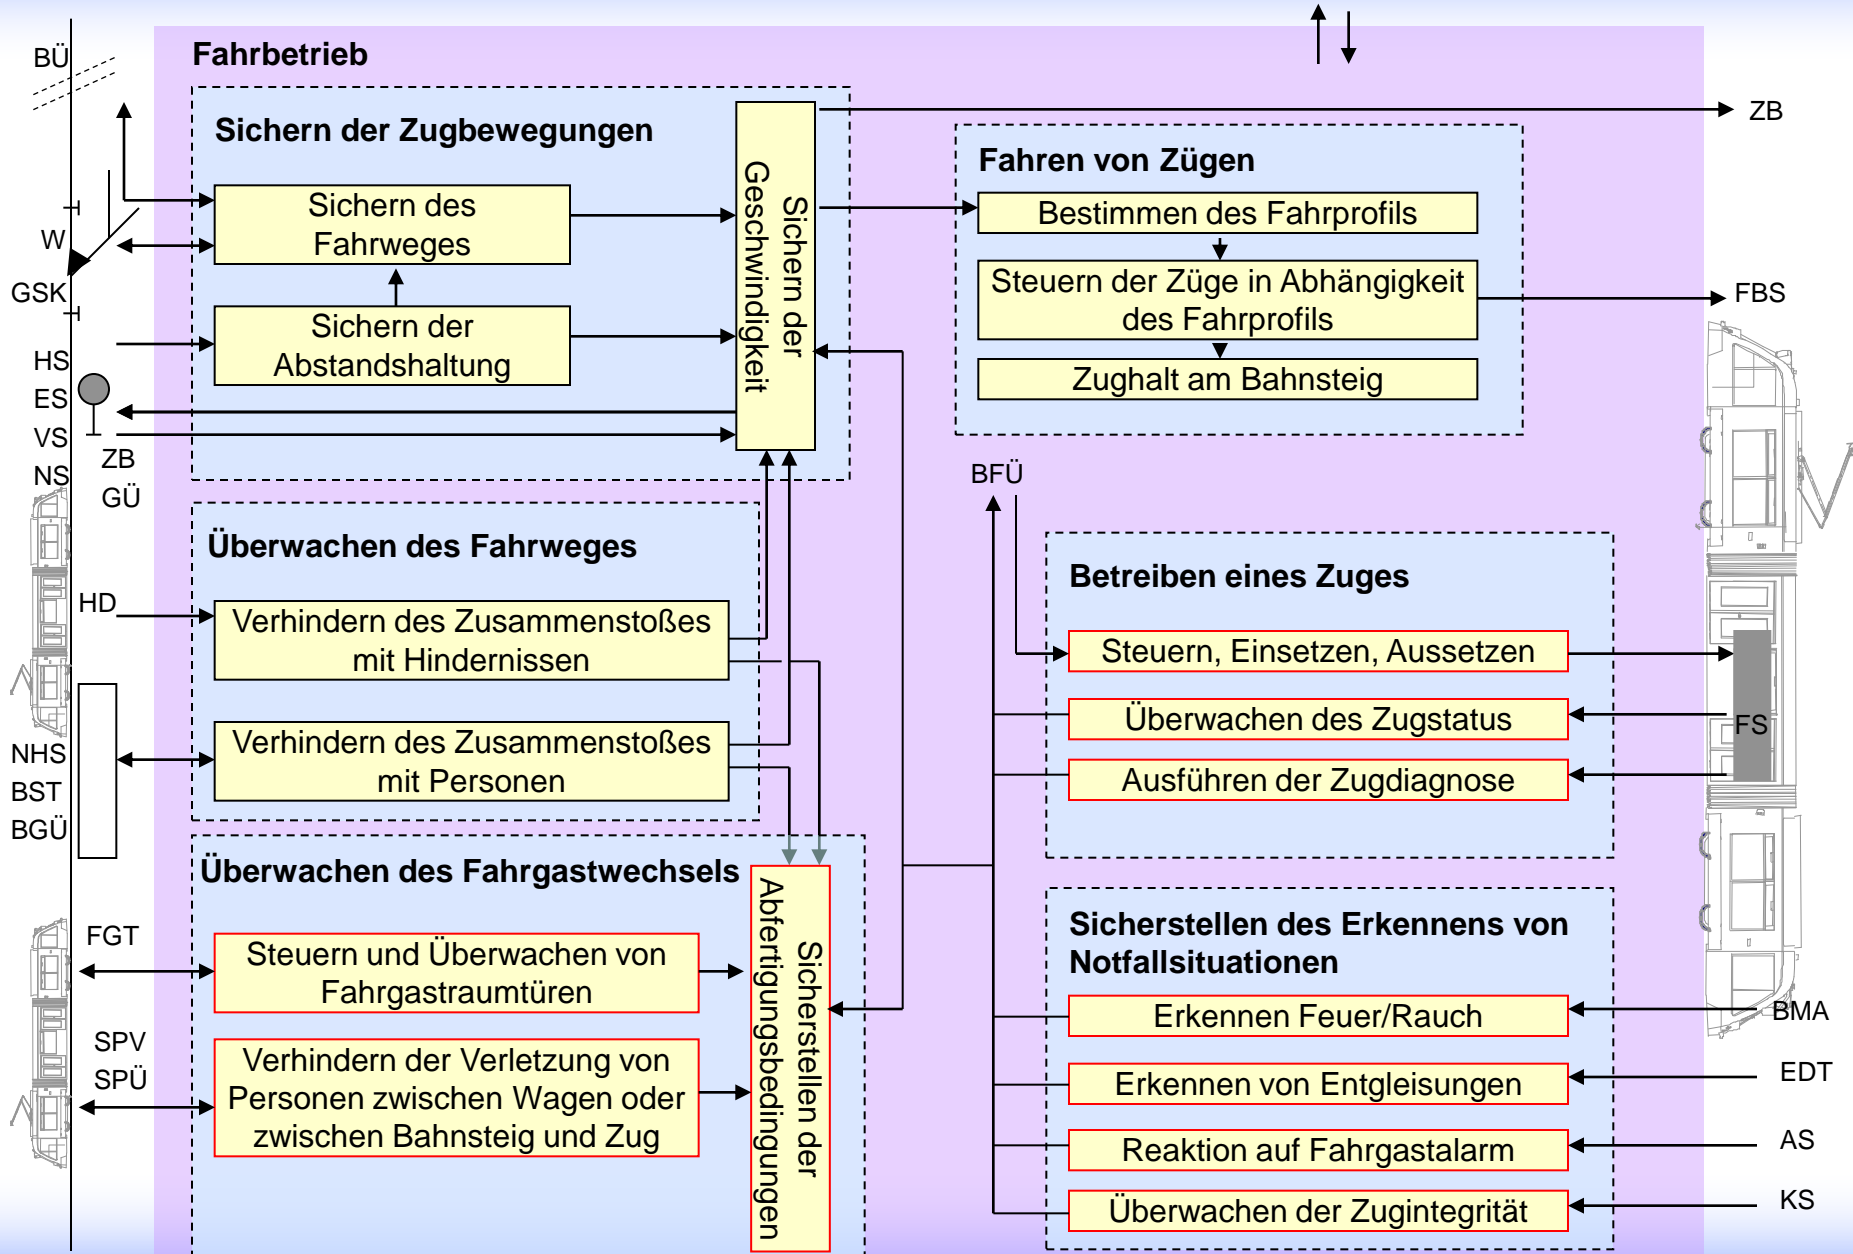 Fahrbetrieb
BÜ
W
GSK
HS
ES
VS
NS
ZB
GÜ
HD
NHS
BST
BGÜ
FGT
SPV
SPÜ
Sichern der Zugbewegungen
Sichern des
Fahrweges
Sichern der
Abstandshaltung
Sichern der
Geschwindigkeit
Überwachen des Fahrweges
Verhindern des Zusammenstoßes
mit Hindernissen
Verhindern des Zusammenstoßes
mit Personen
Überwachen des Fahrgastwechsels
Steuern und Überwachen von
Fahrgastraumtüren
Verhindern der Verletzung von
Personen zwischen Wagen oder
zwischen Bahnsteig und Zug
Sicherstellen der
Abfertigungsbedingungen
Fahren von Zügen
Bestimmen des Fahrprofils
Steuern der Züge in Abhängigkeit
des Fahrprofils
Zughalt am Bahnsteig
BFÜ
Betreiben eines Zuges
Steuern, Einsetzen, Aussetzen
Überwachen des Zugstatus
Ausführen der Zugdiagnose
Sicherstellen des Erkennens von
Notfallsituationen
Erkennen Feuer/Rauch
Erkennen von Entgleisungen
Reaktion auf Fahrgastalarm
Überwachen der Zugintegrität
ZB
FBS
FS
BMA
EDT
AS
KS